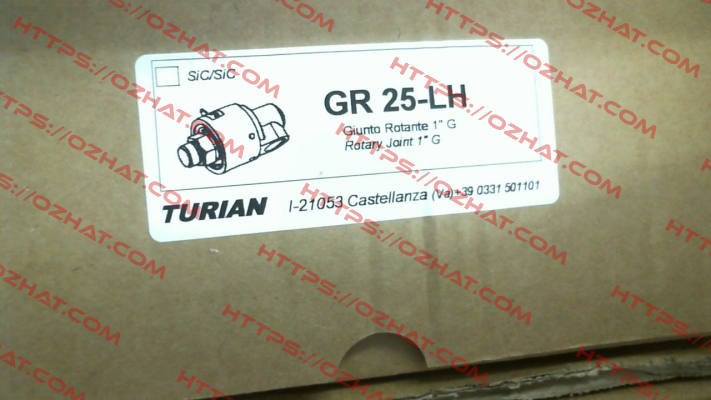 SiC/SiC
GR 25-LH
Giunto Rotante 1" G
Rotary Joint 1" G
TURIAN I-21053 Castellanza (Va)+39 0331 501101
HTTPS://OZHAT.COM